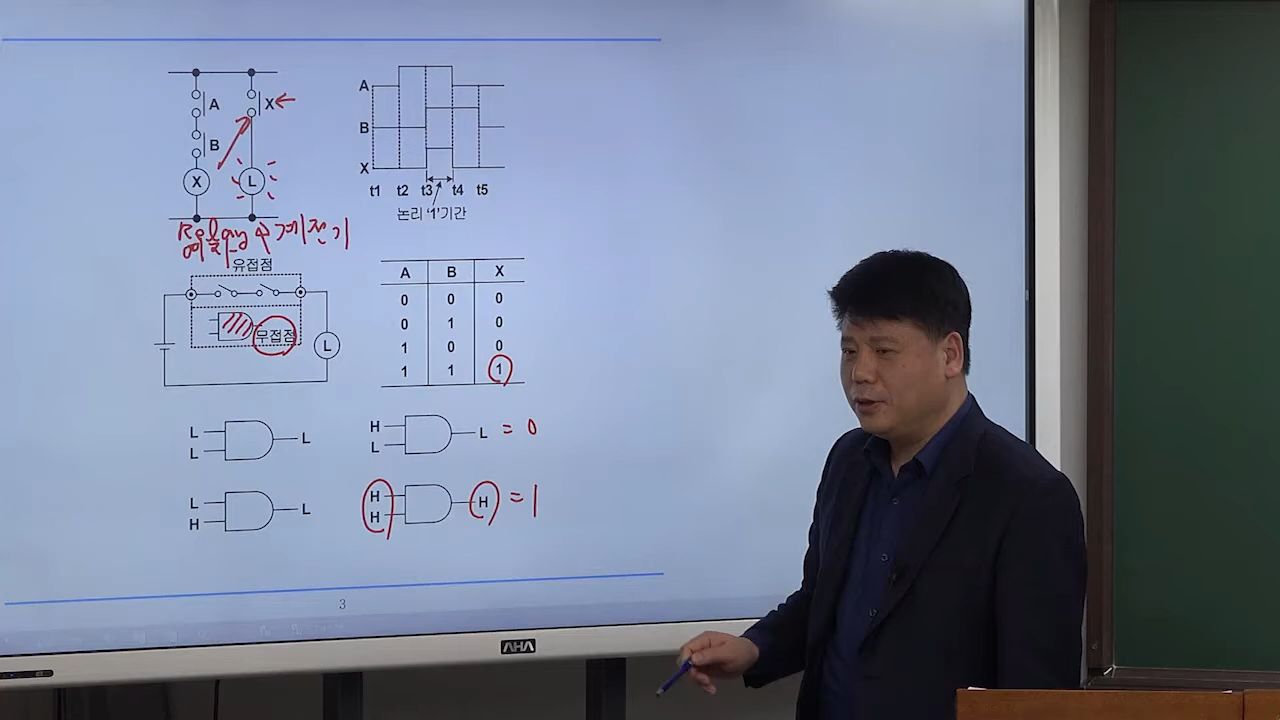 A
X
B
X
L
A
B
X
t1 t2 t3 t4 t5
논리 '1'기간
Relay 계전기
유접점
무접점
L
A B X
0 0 0
0 1 0
1 0 0
1 1 1
L
L
L
H
L
L = 0
L
H
L
H
H
H = 1
3
AHA